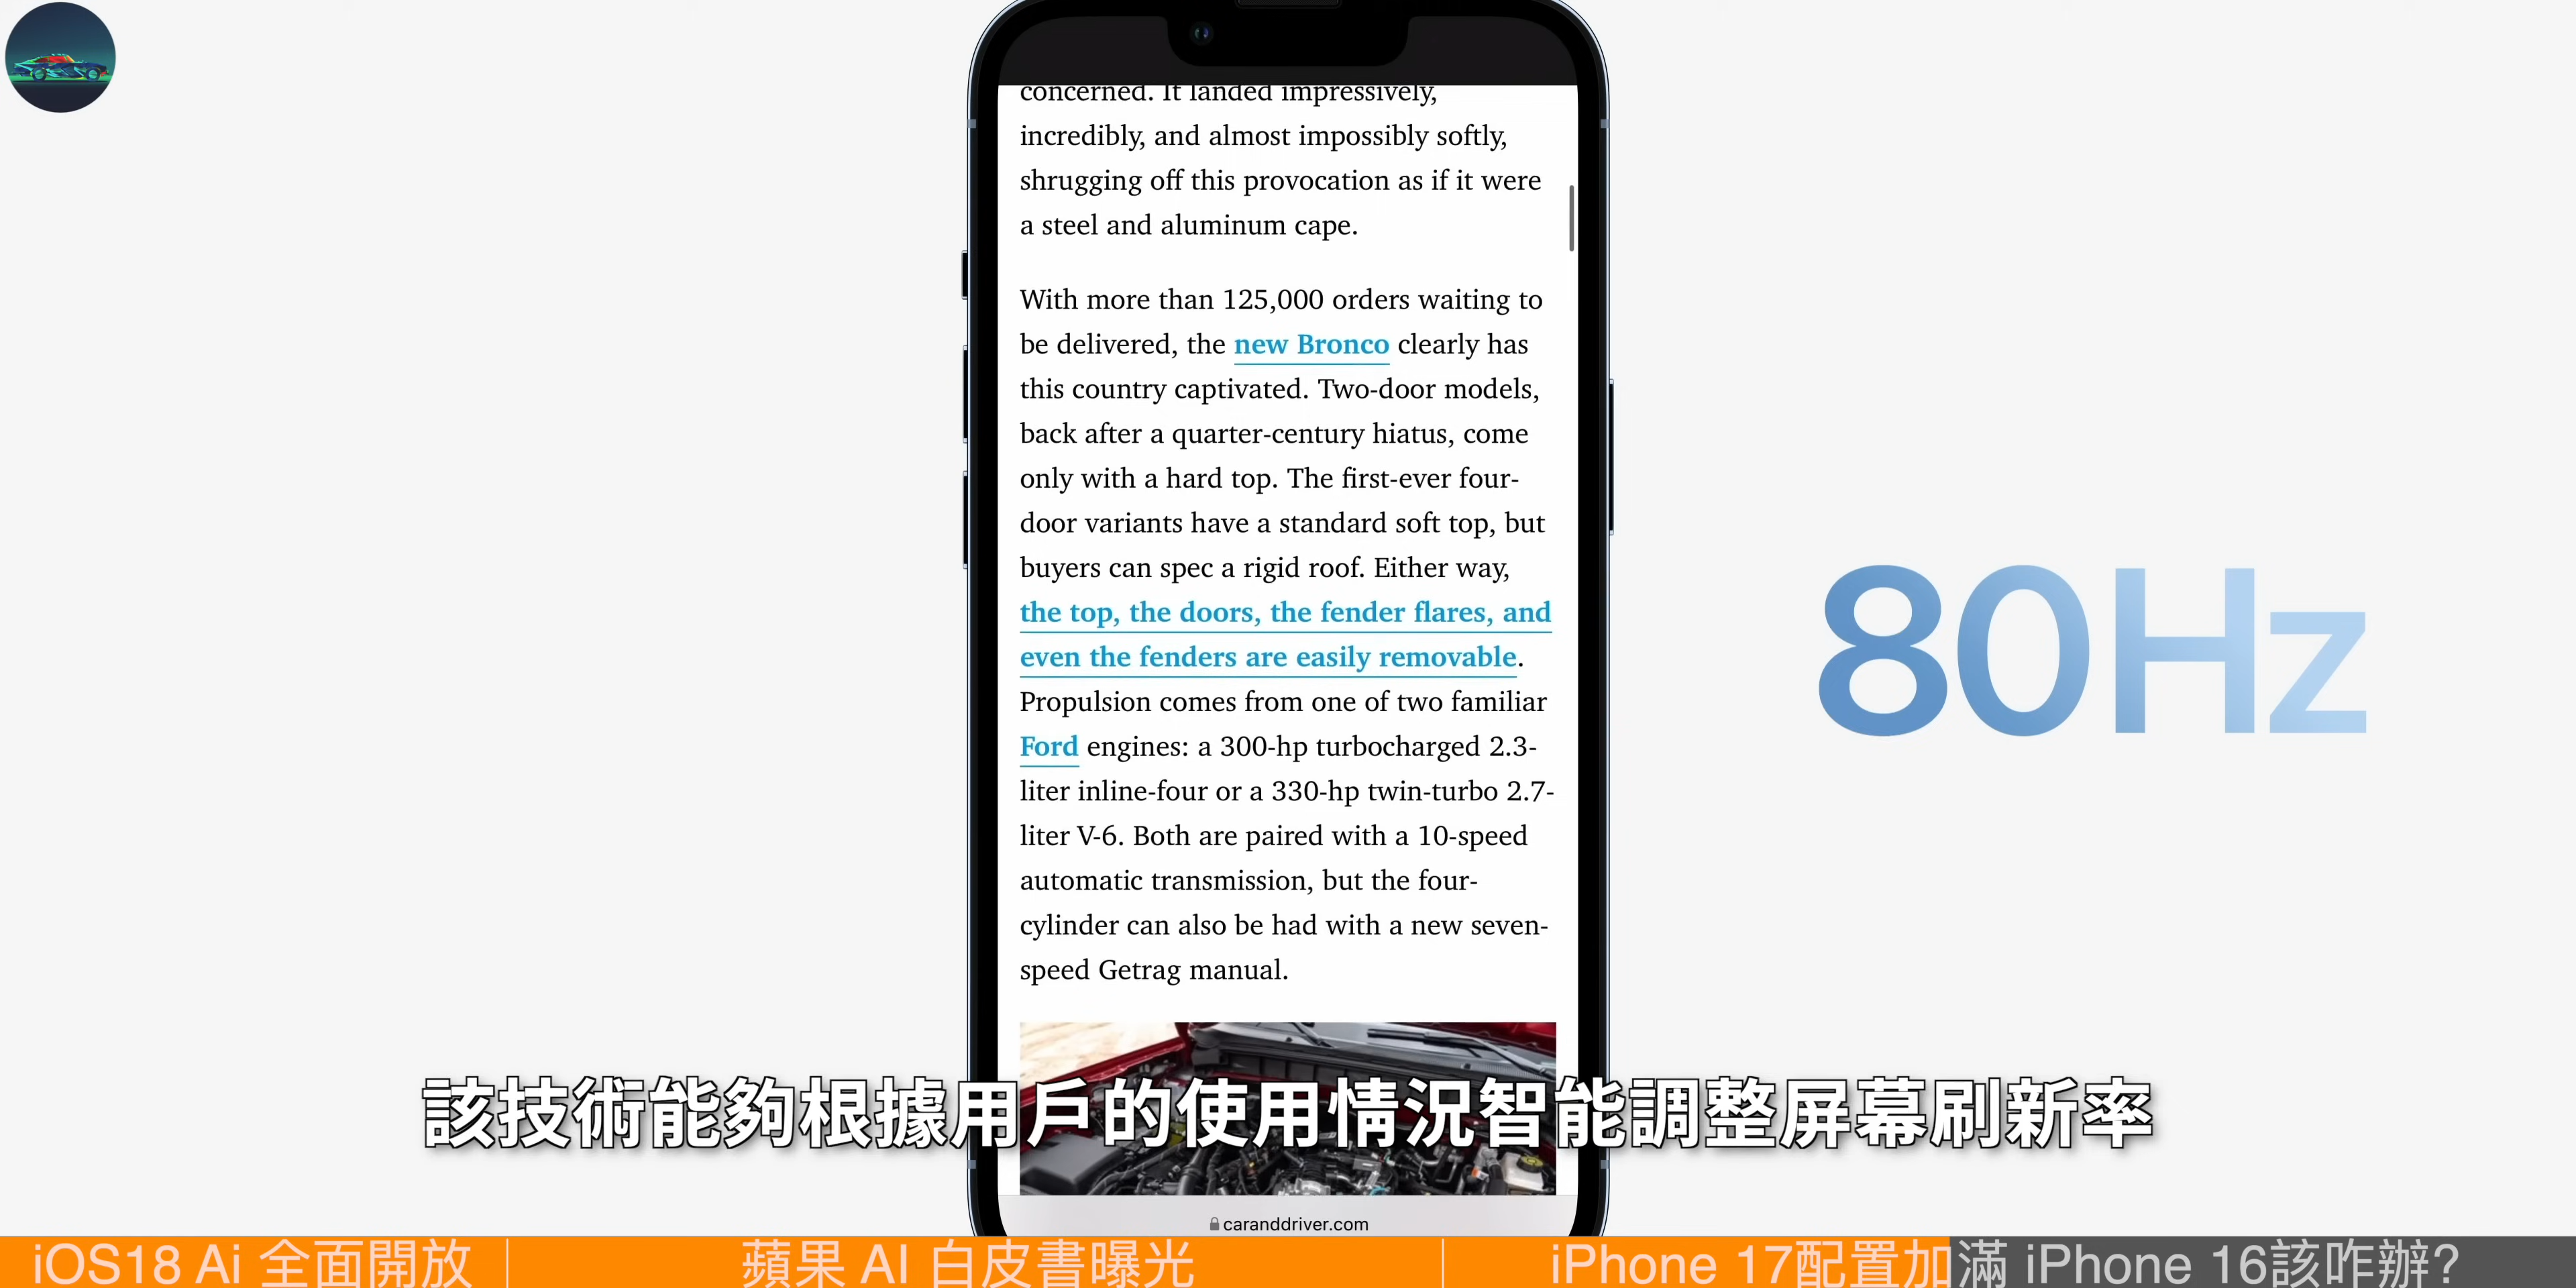 concerned. It landed impressively,
incredibly, and almost impossibly softly,
shrugging off this provocation as if it were
a steel and aluminum cape.
With more than 125,000 orders waiting to
be delivered, the new Bronco clearly has
this country captivated. Two-door models,
back after a quarter-century hiatus, come
only with a hard top. The first-ever four-
door variants have a standard soft top, but
buyers can spec a rigid roof. Either way,
the top, the doors, the fender flares, and
even the fenders are easily removable.
Propulsion comes from one of two familiar
Ford engines: a 300-hp turbocharged 2.3-
liter inline-four or a 330-hp twin-turbo 2.7-
liter V-6. Both are paired with a 10-speed
automatic transmission, but the four-
cylinder can also be had with a new seven-
speed Getrag manual.
80Hz
該技術能夠根據用戶的使用情況智能調整屏幕刷新率
caranddriver.com
iOS18 Ai 全面開放
蘋果 AI 白皮書曝光
iPhone 17配置加滿 iPhone 16該咋辦?